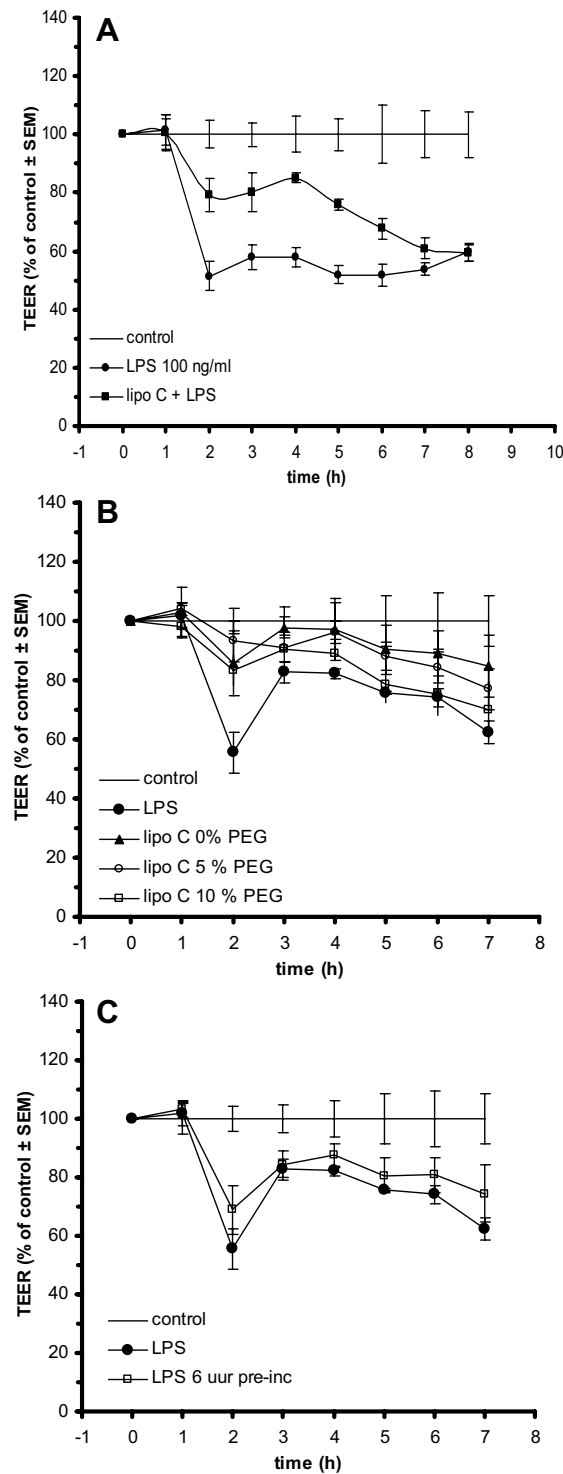 A
140
120
100
80
60
40
20
0
TEER (% of control ± SEM)
control
LPS 100 ng/ml
lipo C + LPS
-1 0 1 2 3 4 5 6 7 8 9 10
time (h)
B
140
120
100
80
60
40
20
0
TEER (% of control ± SEM)
control
LPS
lipo C 0% PEG
lipo C 5 % PEG
lipo C 10 % PEG
-1 0 1 2 3 4 5 6 7 8
time (h)
C
140
120
100
80
60
40
20
0
TEER (% of control ± SEM)
control
LPS
LPS 6 uur pre-inc
-1 0 1 2 3 4 5 6 7 8
time (h)